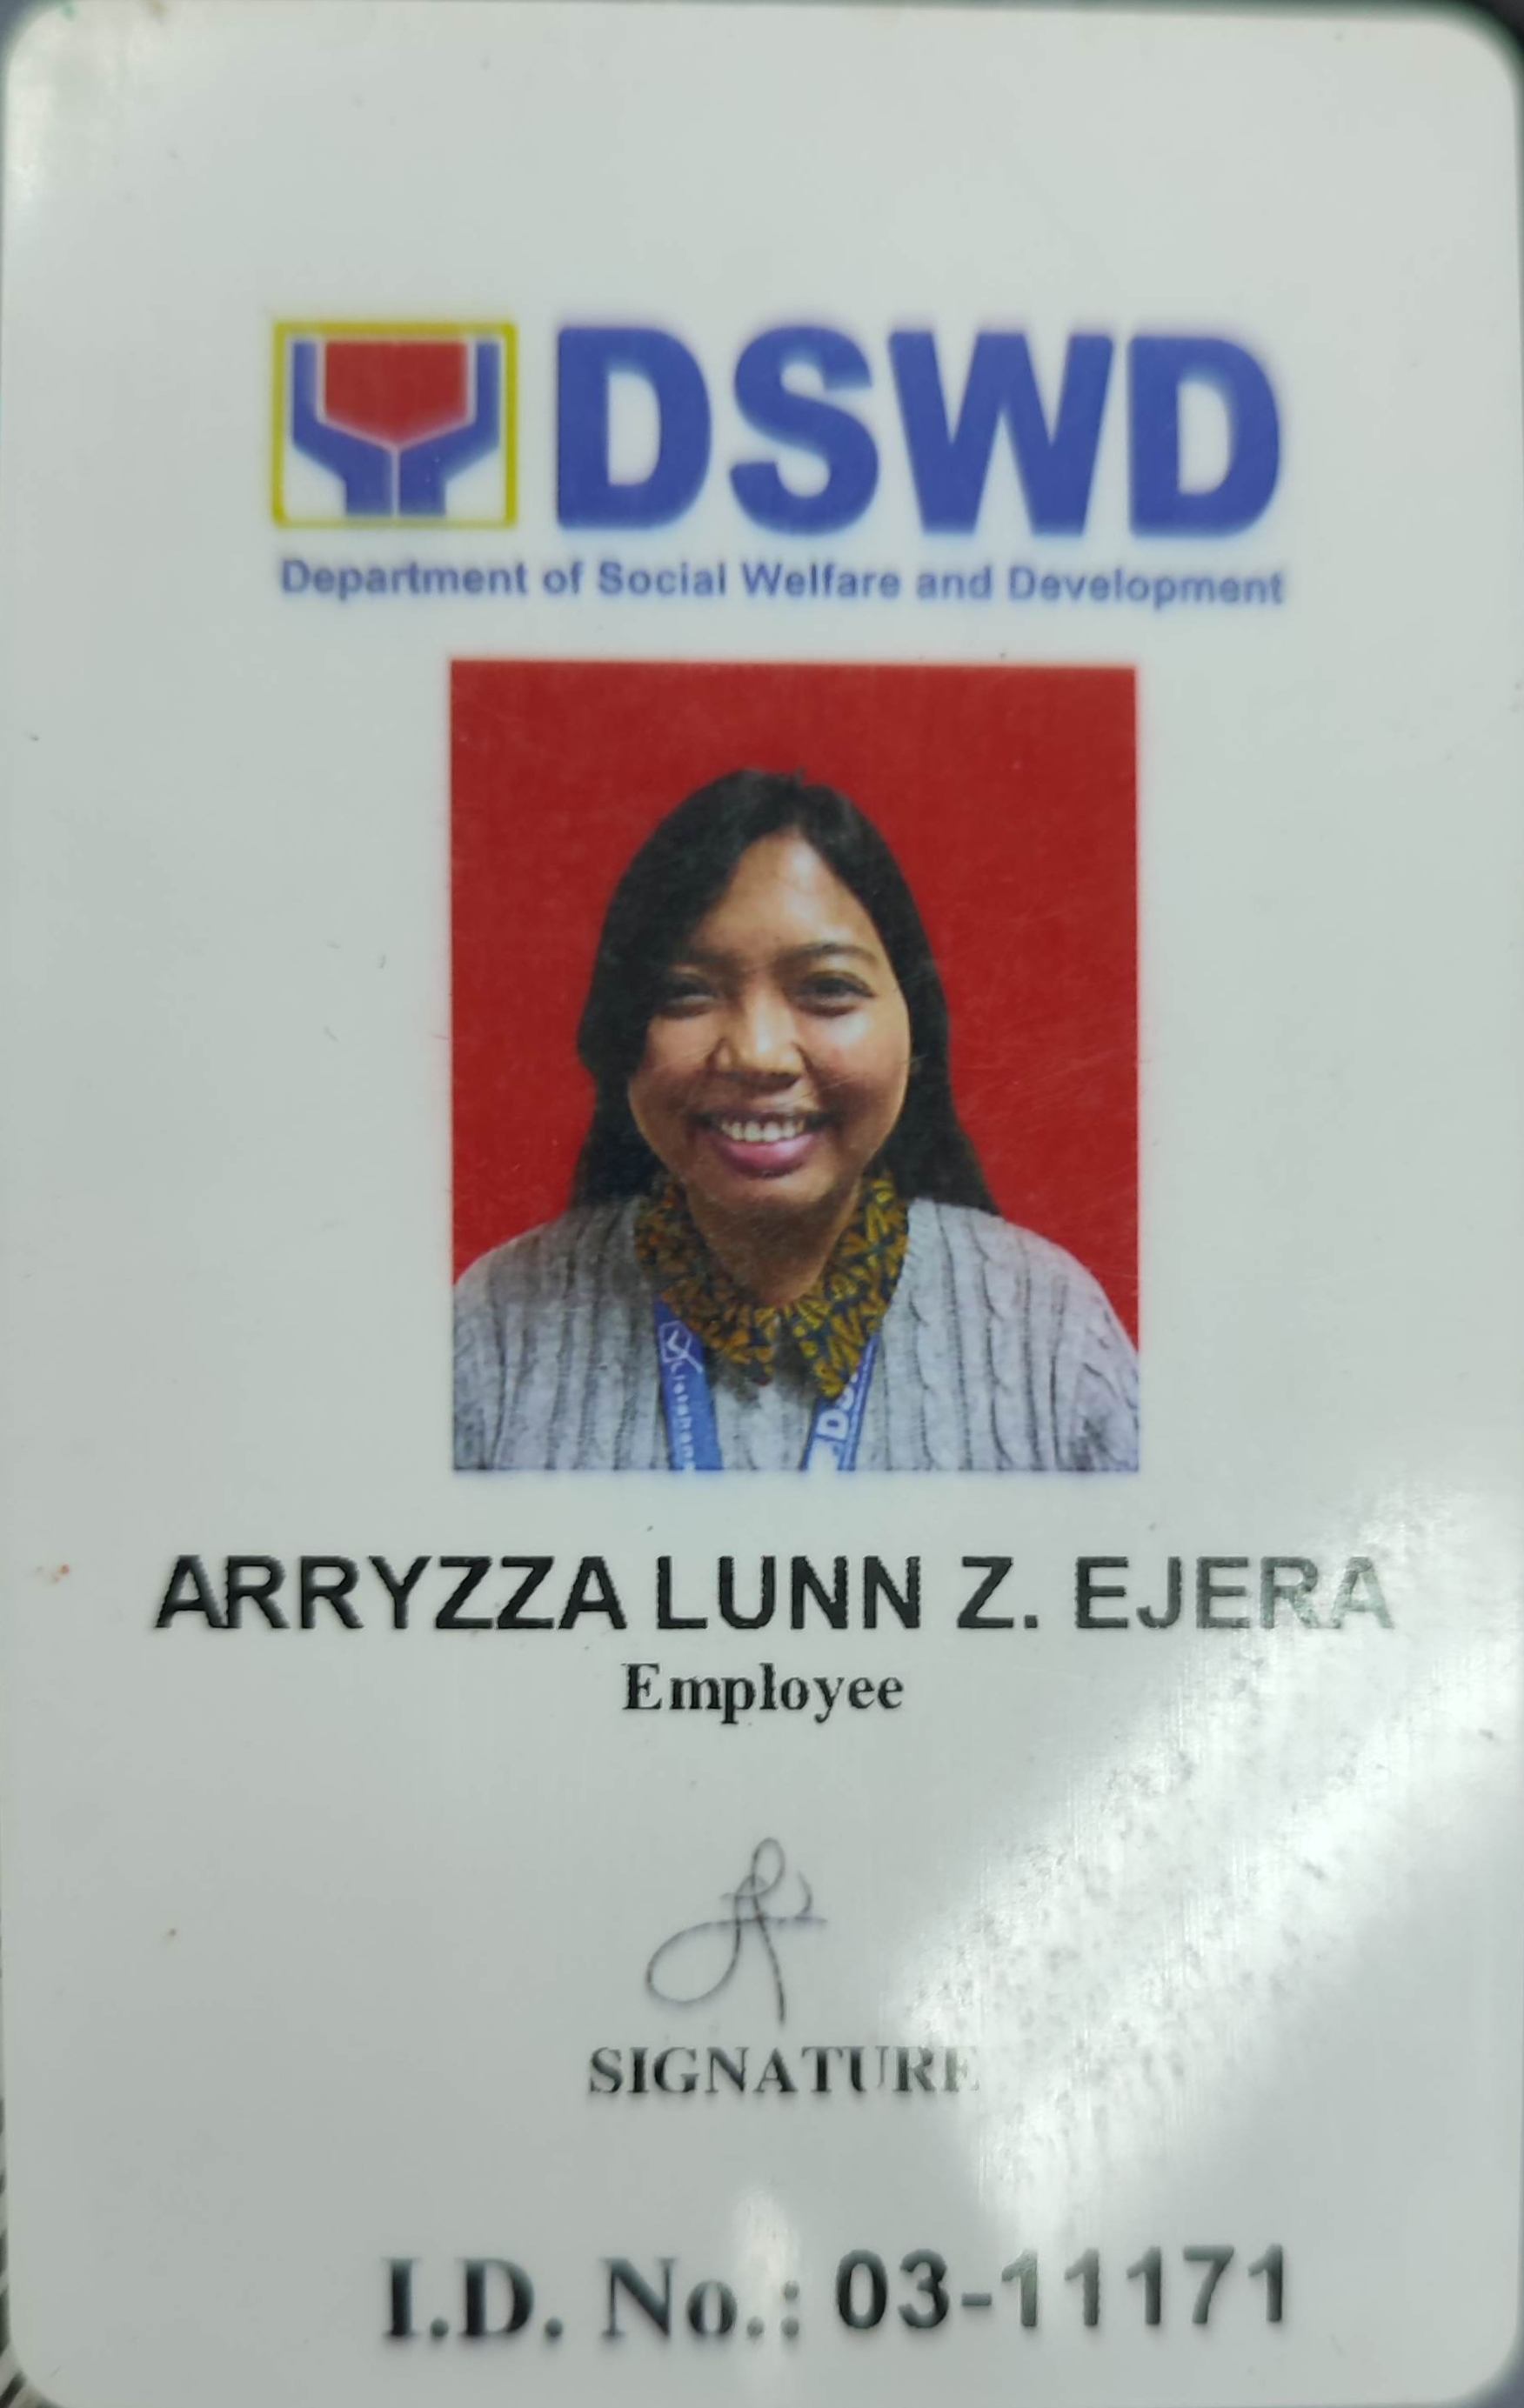 DSWD
Department of Social Welfare and Development
ARRYZZA LUNN Z. EJERA
Employee
SIGNATURE
I.D. No.: 03-11171